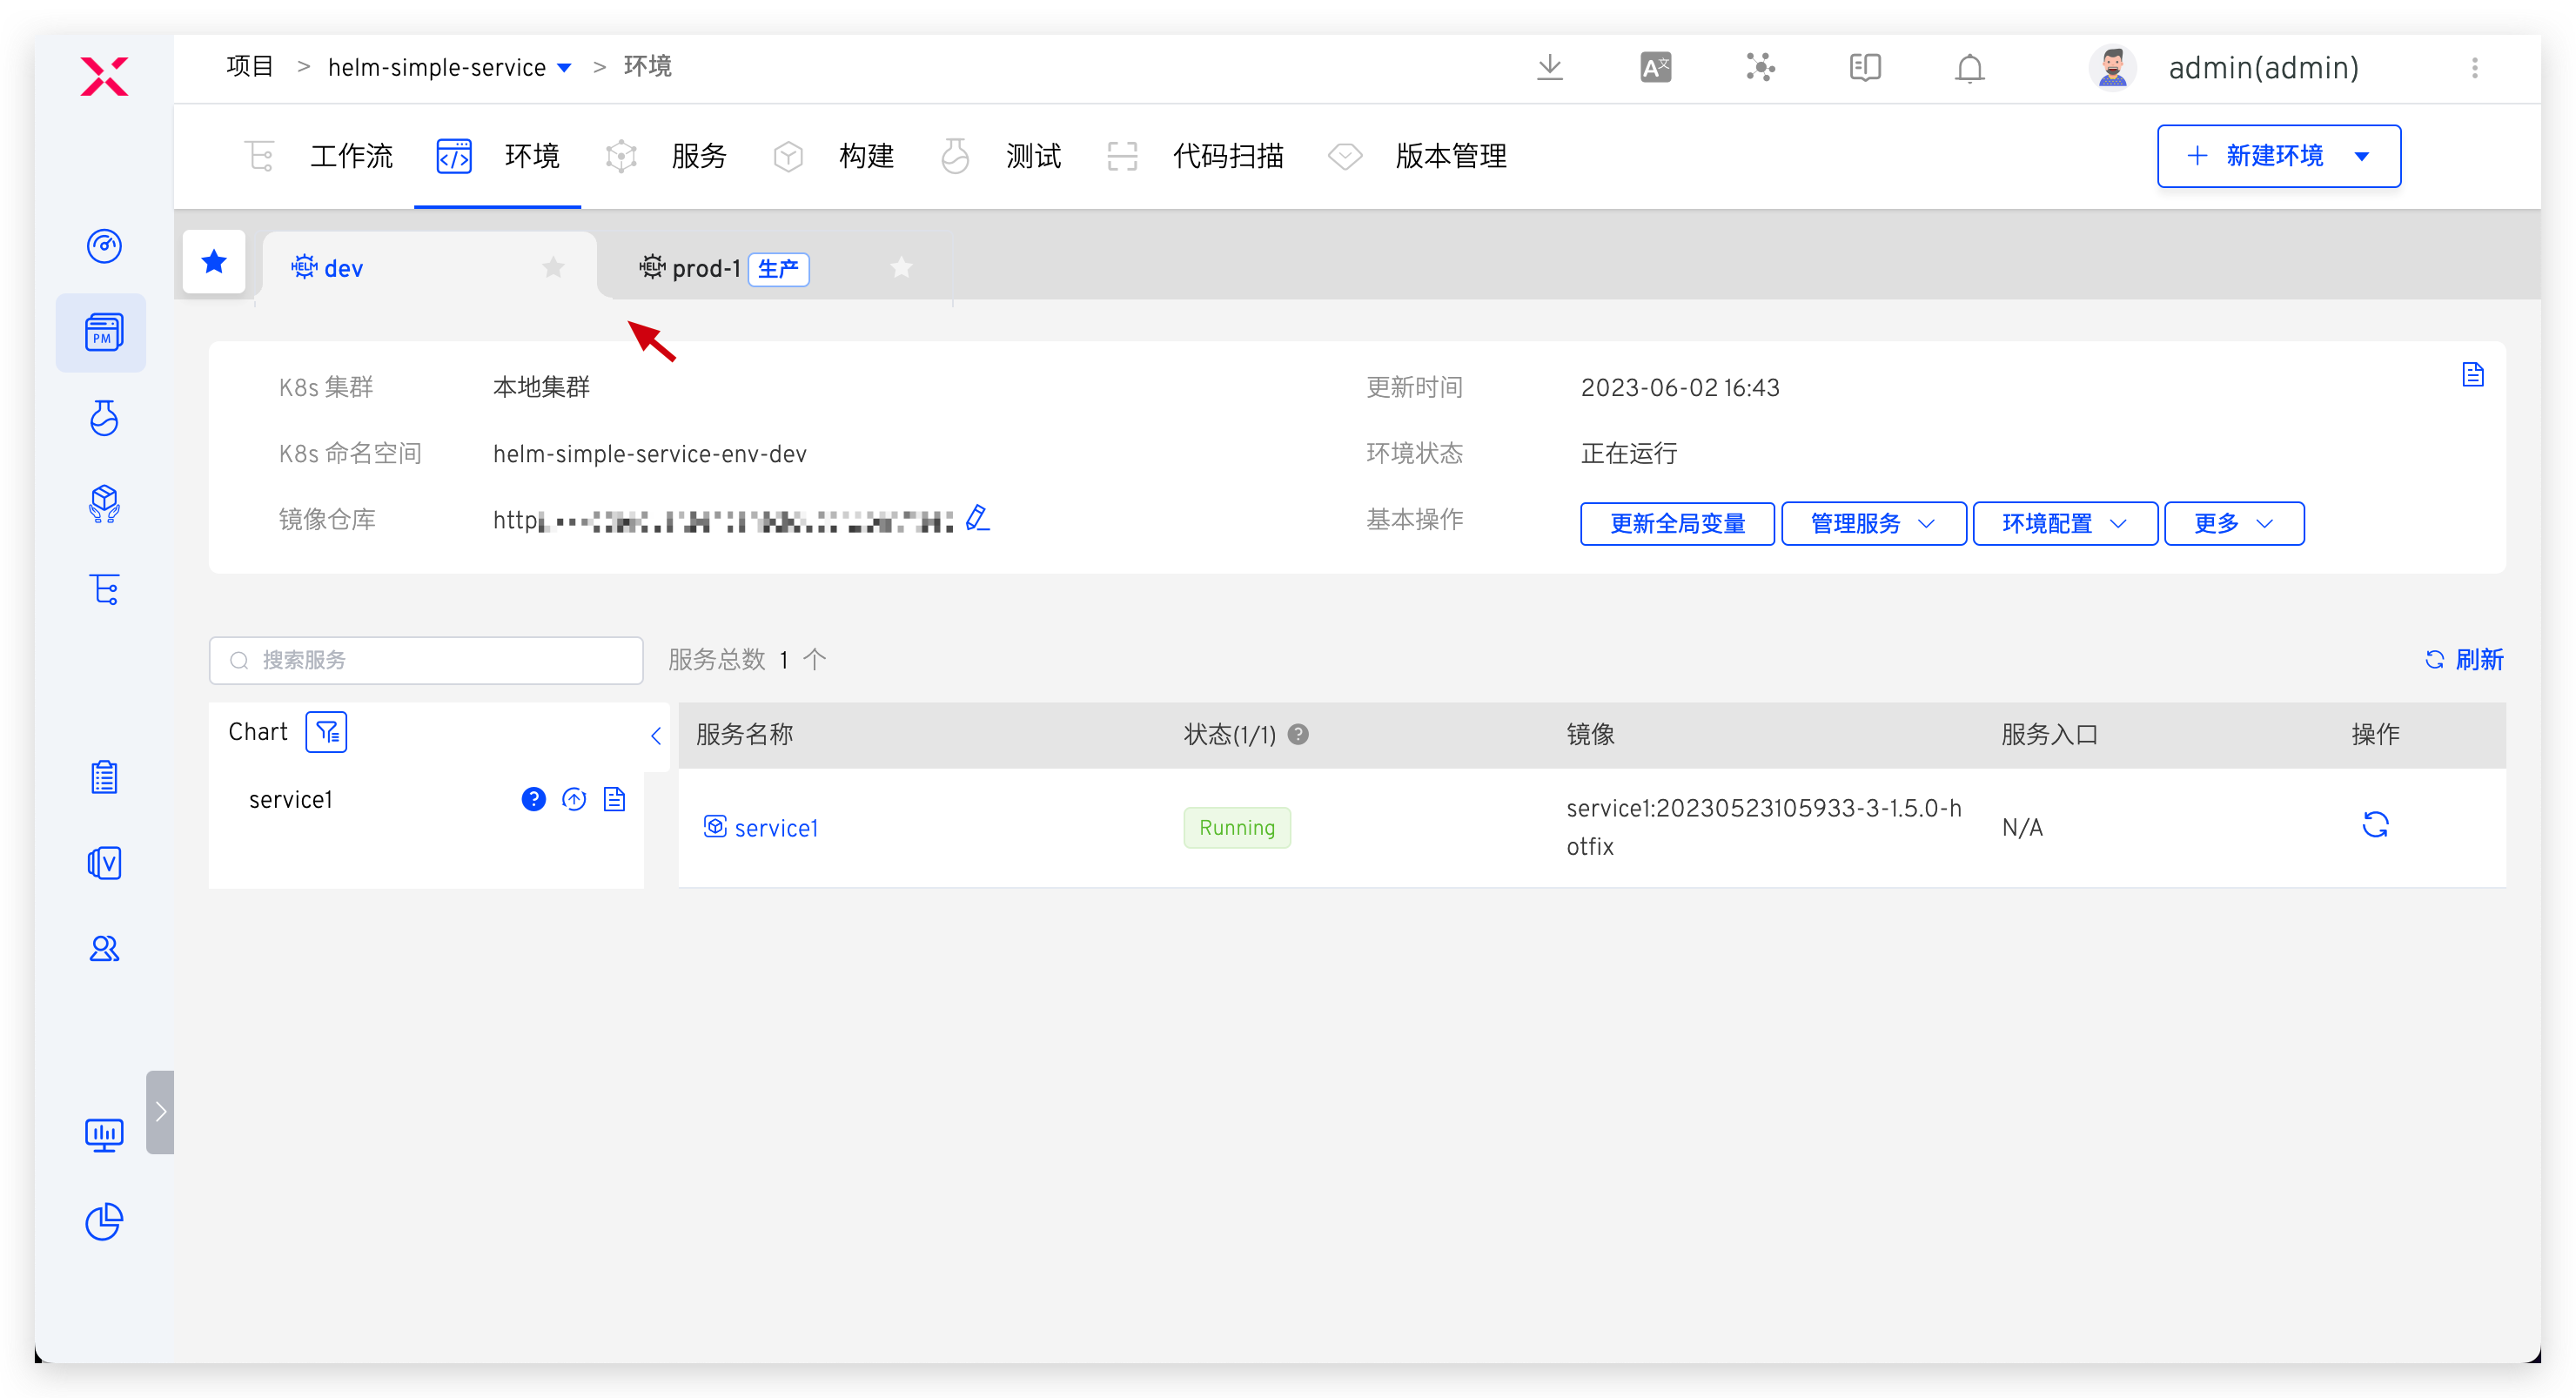 项目 > helm-simple-service > 环境
admin(admin)
工作流 环境 服务 构建 测试 代码扫描 版本管理
+ 新建环境
HELM dev
HELM prod-1 生产
PM
K8s 集群 本地集群
更新时间 2023-06-02 16:43
K8s 命名空间 helm-simple-service-env-dev
环境状态 正在运行
镜像仓库 http
基本操作 更新全局变量 管理服务 环境配置 更多
搜索服务
服务总数 1 个
刷新
Chart
service1
服务名称 状态(1/1) 镜像 服务入口 操作
service1 Running service1:20230523105933-3-1.5.0-h
otfix
N/A